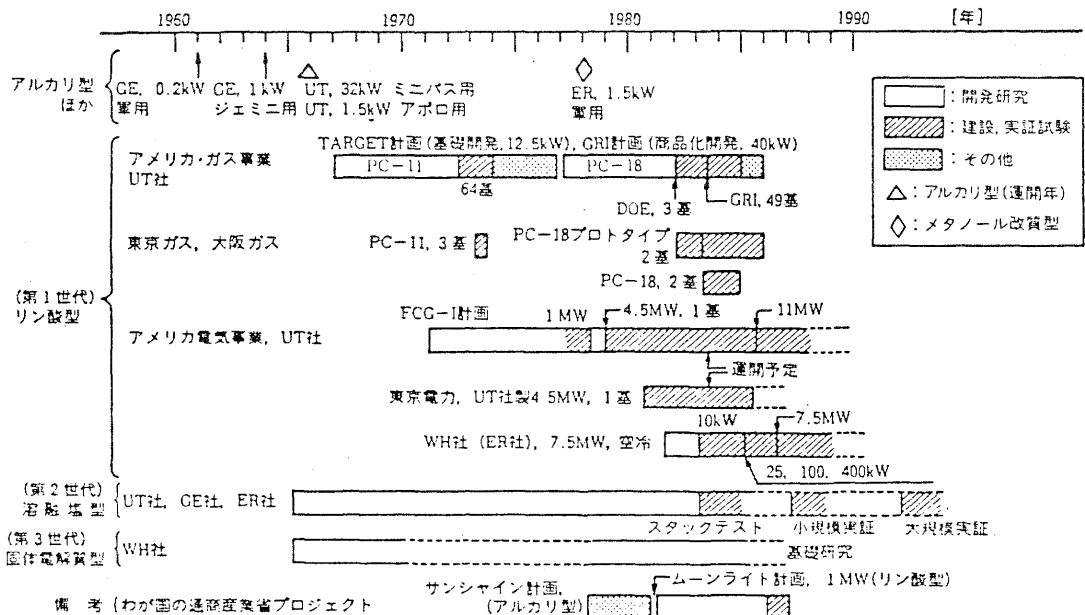 1960 1970 1980 1990 [年]
アルカリ型
ほか
GE, 0.2kW
軍用
GE, 1kW
ジェミニ用
UT, 32kW ミニバス用
UT, 1.5kW アポロ用
ER, 1.5kW
軍用
□:開発研究
:建設,実証試験
:その他
△:アルカリ型(運開年)
◇:メタノール改質型
(第1世代)
リン酸型
アメリカ・ガス事業
UT社
TARGET計画(基礎開発,12.5kW), GRI計画(商品化開発, 40kW)
PC-11
PC-18
64基
DOE, 3基
GRI, 49基
東京ガス, 大阪ガス
PC-11, 3基
PC-18プロトタイプ
2基
PC-18, 2基
アメリカ電気事業, UT社
FCG-I計画
1MW
4.5MW, 1基
11MW
運開予定
東京電力, UT社製4 5MW, 1基
WH社 (ER社), 7.5MW, 空冷
10kW
7.5MW
25, 100, 400kW
(第2世代)
溶融塩型
UT社, GE社, ER社
スタックテスト
小規模実証
大規模実証
(第3世代)
固体電解質型
WH社
基礎研究
備 考
わが国の通商産業省プロジェクト
サンシャイン計画,
(アルカリ型)
ムーンライト計画, 1MW(リン酸型)